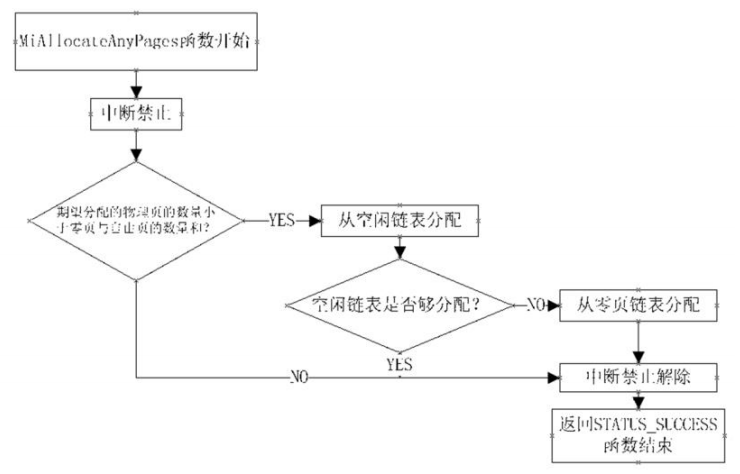 MiAllocateAnyPages函数开始
中断禁止
期望分配的物理页的数量小
于零页与自由页的数量和?
YES
从空闲链表分配
空闲链表是否够分配?
NO
从零页链表分配
YES
NO
中断禁止解除
返回STATUS_SUCCESS
函数结束